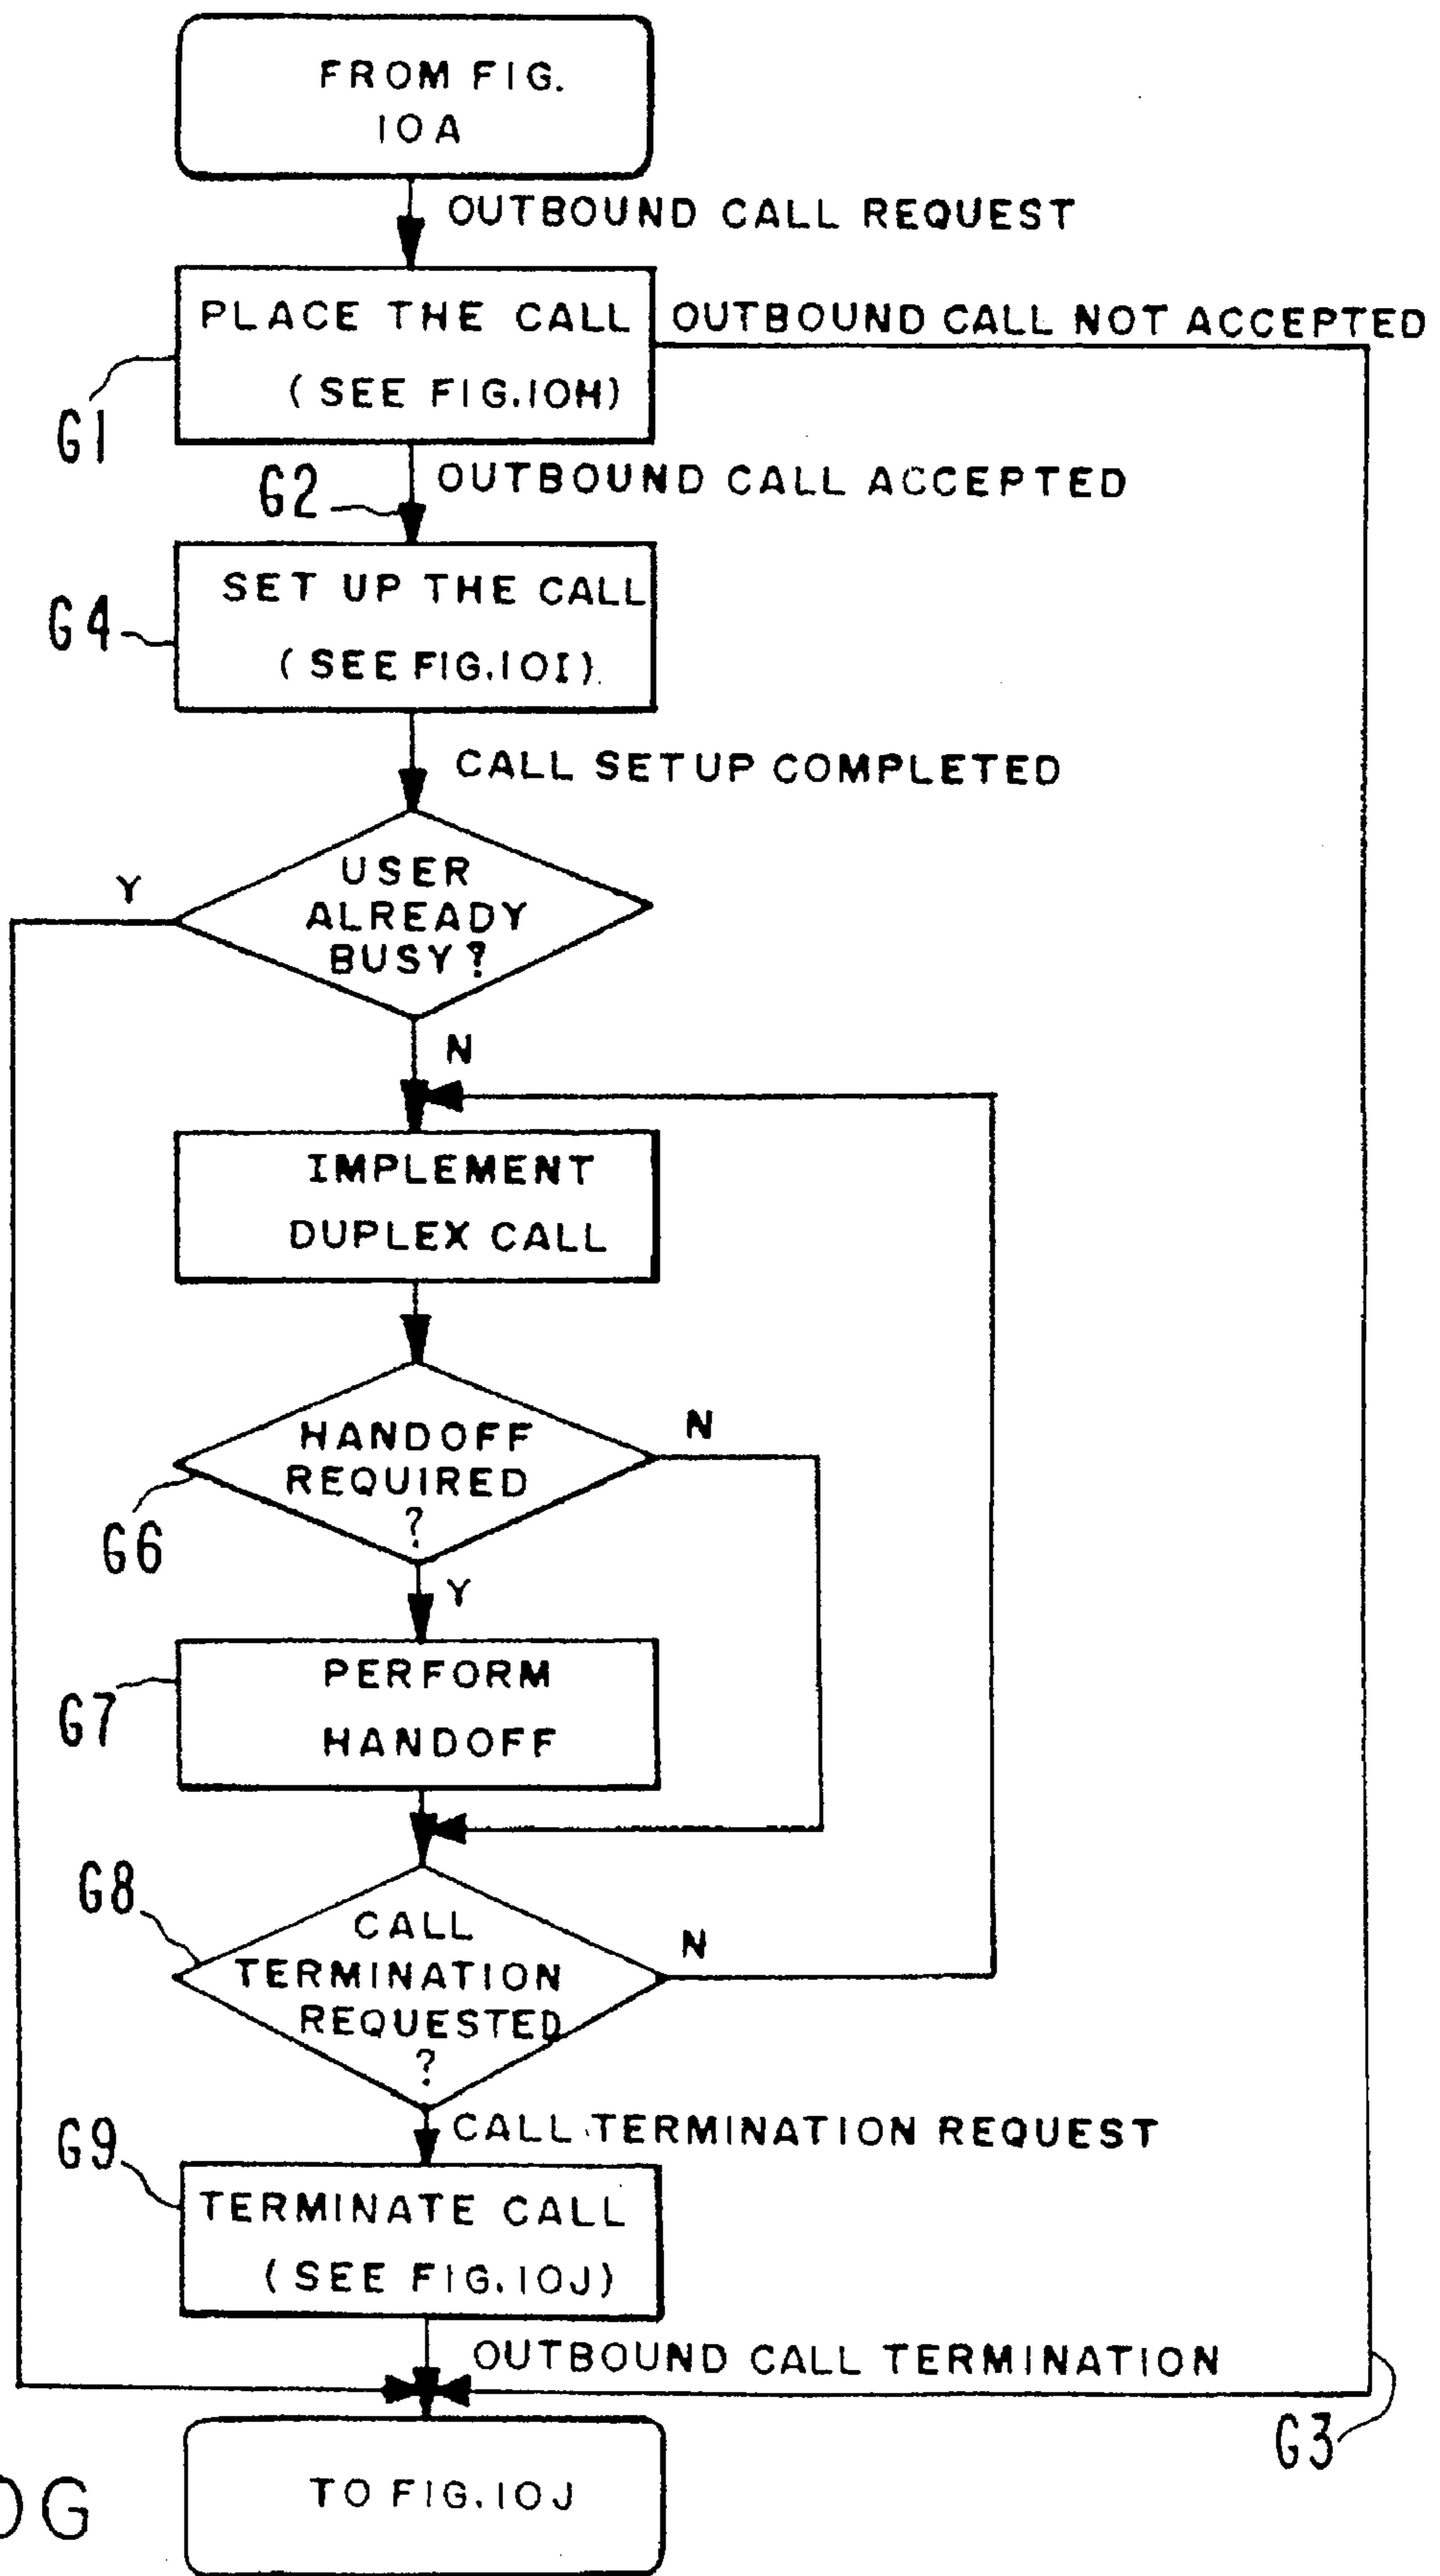 FROM FIG.
10A
OUTBOUND CALL REQUEST
PLACE THE CALL
(SEE FIG.10H)
OUTBOUND CALL NOT ACCEPTED
G1
G2
OUTBOUND CALL ACCEPTED
SET UP THE CALL
(SEE FIG.10I)
G4
CALL SETUP COMPLETED
USER
ALREADY
BUSY?
Y
N
IMPLEMENT
DUPLEX CALL
HANDOFF
REQUIRED
?
N
G6
Y
PERFORM
HANDOFF
G7
G8
CALL
TERMINATION
REQUESTED
?
N
CALL TERMINATION REQUEST
G9
TERMINATE CALL
(SEE FIG.10J)
OUTBOUND CALL TERMINATION
G3
TO FIG.10J
0G